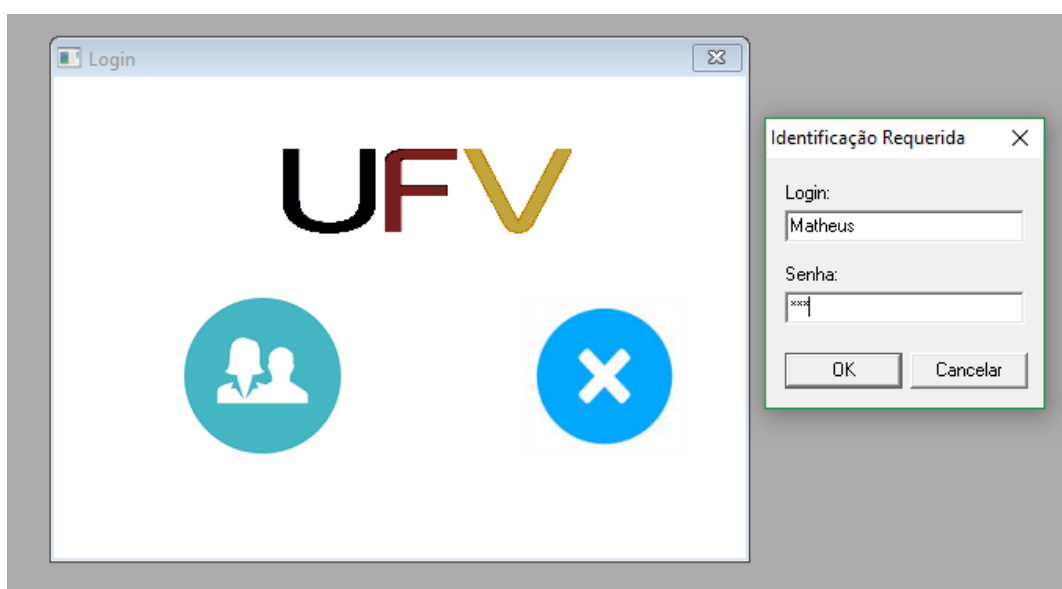 Login
UFV
Identificação Requerida
Login:
Matheus
Senha:
***
OK
Cancelar